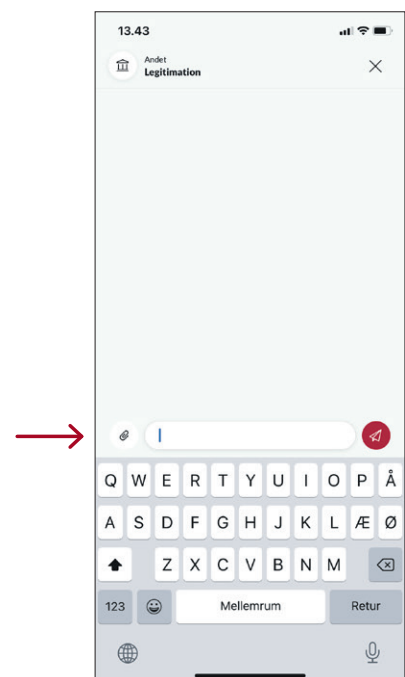 13.43
Andet
Legitimation
Q W E R T Y U I O P Å
A S D F G H J K L Æ Ø
Z X C V B N M
123 Mellemrum Retur